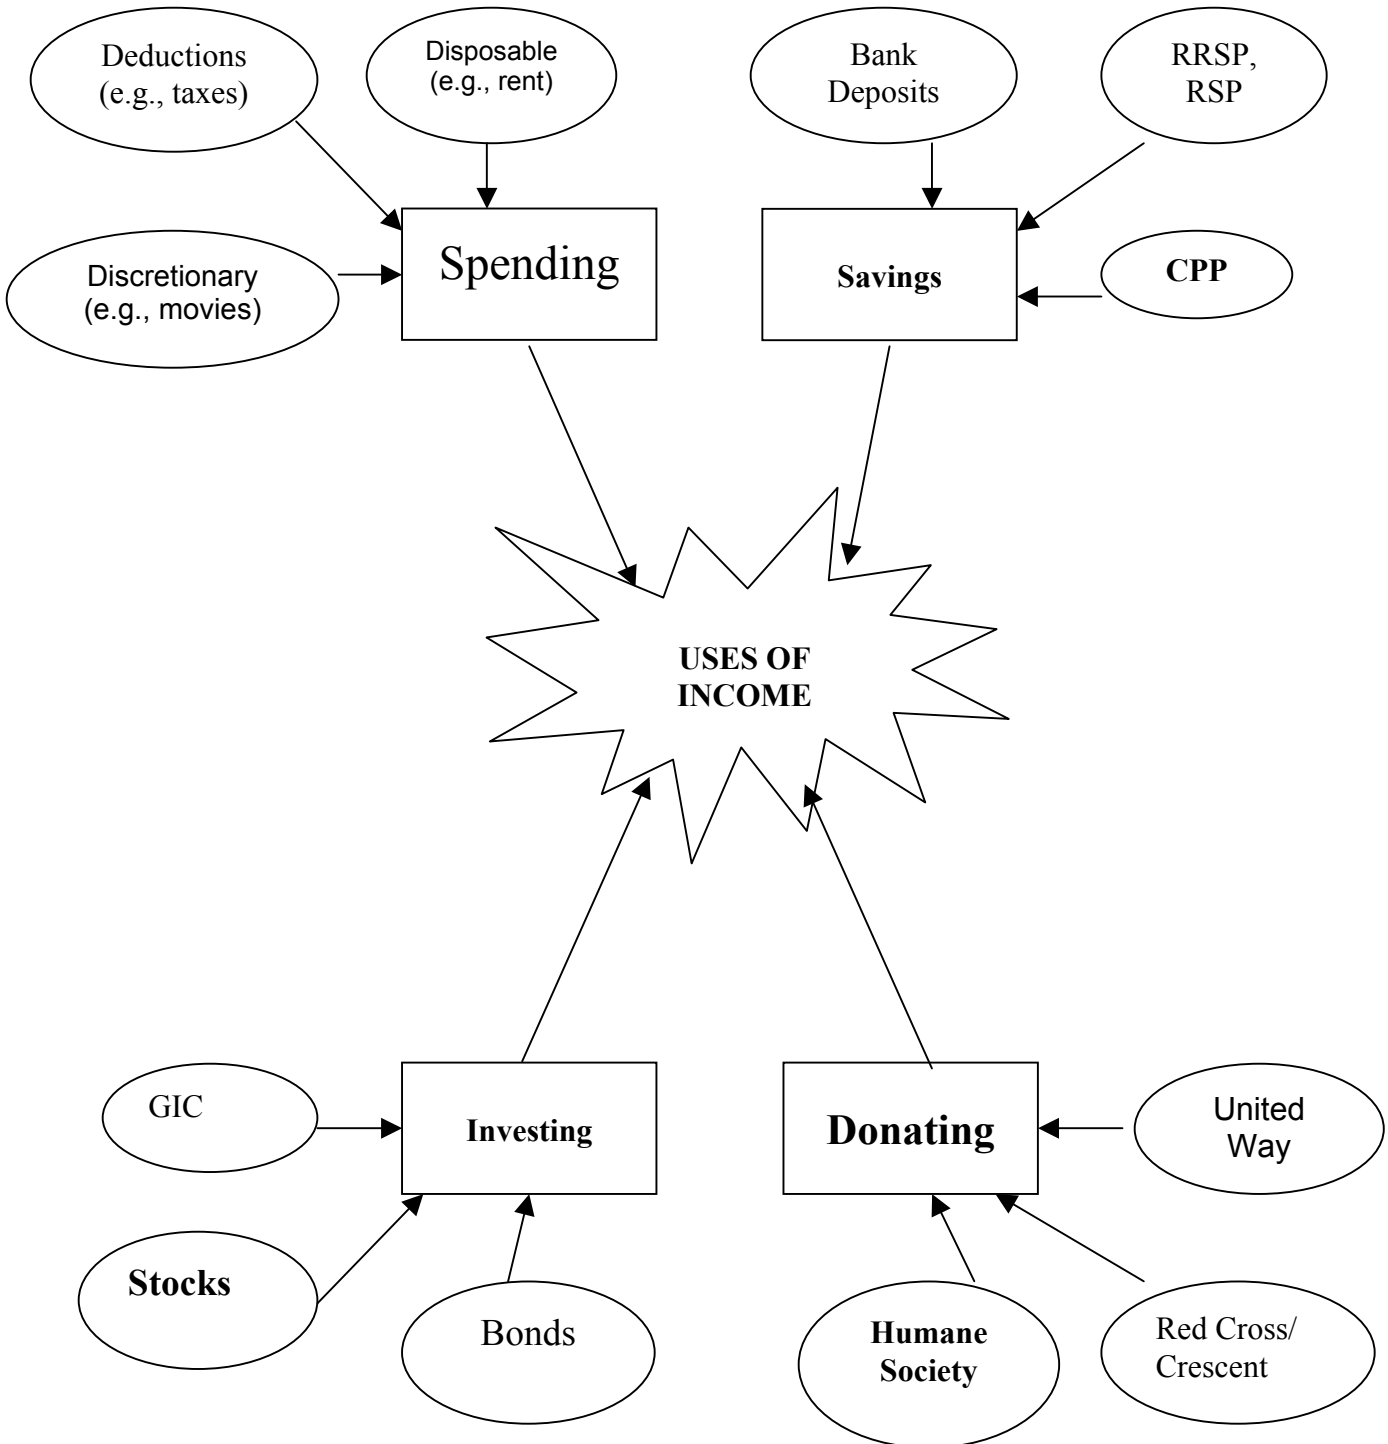 Deductions
(e.g., taxes)
Disposable
(e.g., rent)
Bank
Deposits
RRSP,
RSP
Discretionary
(e.g., movies)
Spending
Savings
CPP
USES OF
INCOME
GIC
Investing
Donating
United
Way
Stocks
Bonds
Humane
Society
Red Cross/
Crescent